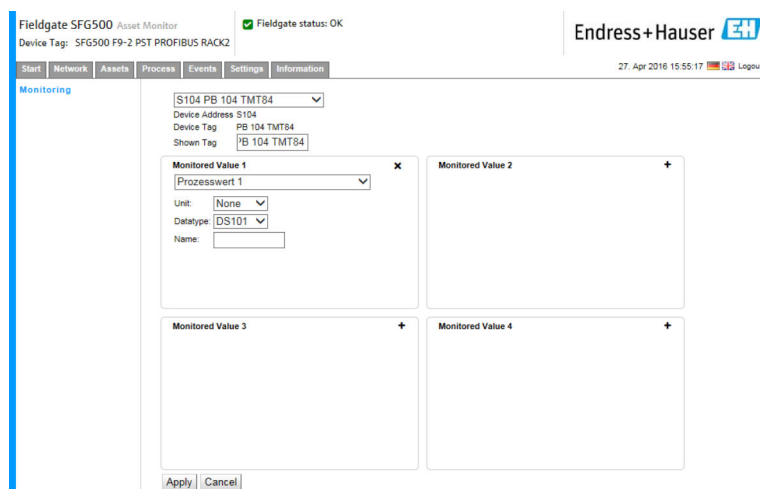 Fieldgate SFG500 Asset Monitor
Device Tag: SFG500 F9-2 PST PROFIBUS RACK2
Fieldgate status: OK
Endress+Hauser EH
Start Network Assets Process Events Settings Information
27. Apr 2016 15:55:17 Logou
Monitoring
S104 PB 104 TMT84
Device Address S104
Device Tag PB 104 TMT84
Shown Tag PB 104 TMT84
Monitored Value 1 x
Prozesswert 1
Unit: None
Datatype: DS101
Name:
Monitored Value 2 +
Monitored Value 3 +
Monitored Value 4 +
Apply Cancel